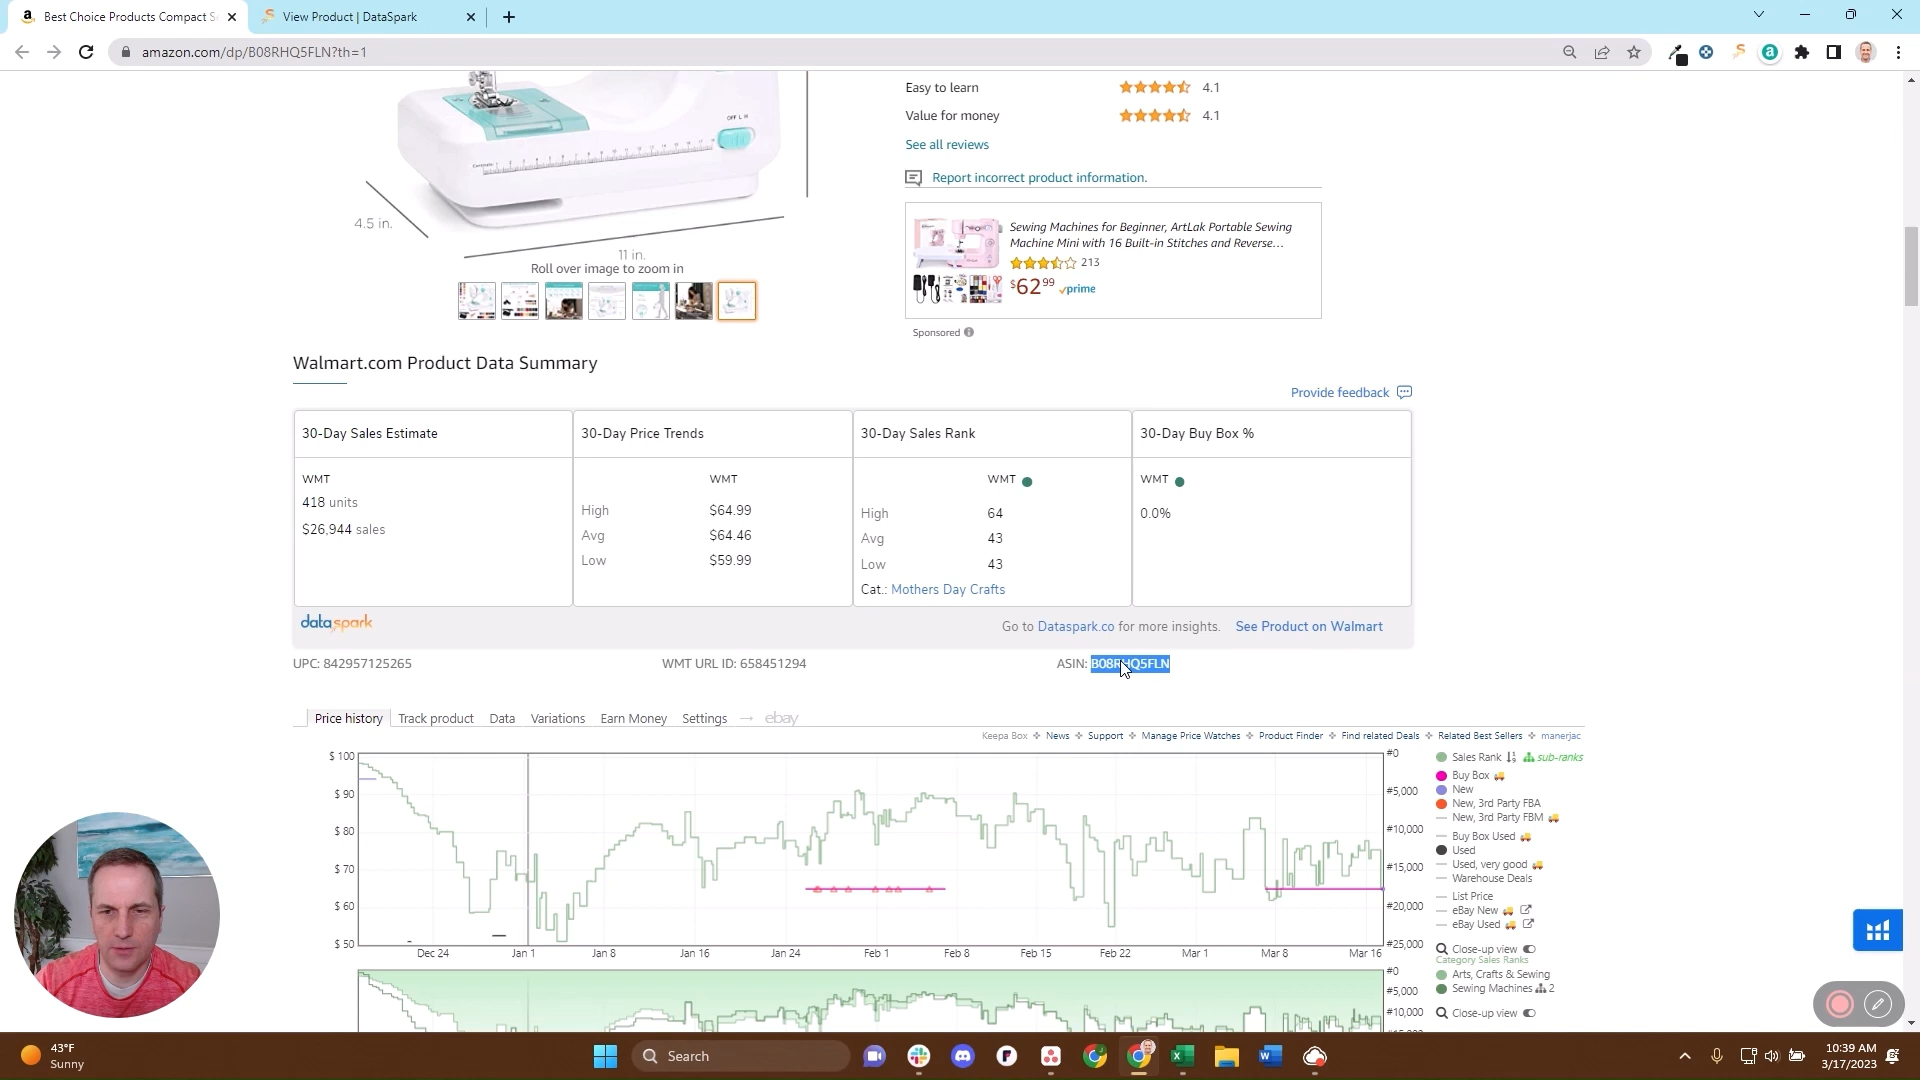 Best Choice Products Compact S
View Product | DataSpark
amazon.com/dp/B08RHQ5FLN?th=1
OFF L H
4.5 in.
11 in.
Roll over image to zoom in
Easy to learn 4.1
Value for money 4.1
See all reviews
Report incorrect product information.
Sewing Machines for Beginner, ArtLak Portable Sewing
Machine Mini with 16 Built-in Stitches and Reverse...
213
$62 99 prime
Sponsored
Walmart.com Product Data Summary
Provide feedback
30-Day Sales Estimate
WMT
418 units
$26,944 sales
30-Day Price Trends
WMT
High $64.99
Avg $64.46
Low $59.99
30-Day Sales Rank
WMT
High 64
Avg 43
Low 43
Cat.: Mothers Day Crafts
30-Day Buy Box %
WMT
0.0%
dataspark
Go to Dataspark.co for more insights. See Product on Walmart
UPC: 842957125265 WMT URL ID: 658451294 ASIN: B08RHQ5FLN
Price history Track product Data Variations Earn Money Settings → ebay
Keepa Box News Support Manage Price Watches Product Finder Find related Deals Related Best Sellers manerjac
$ 100
$ 90
$ 80
$ 70
$ 60
$ 50
#0
#5,000
#10,000
#15,000
#20,000
#25,000
Dec 24 Jan 1 Jan 8 Jan 16 Jan 24 Feb 1 Feb 8 Feb 15 Feb 22 Mar 1 Mar 8 Mar 16
Sales Rank sub-ranks
Buy Box
New
New, 3rd Party FBA
New, 3rd Party FBM
Buy Box Used
Used
Used, very good
Warehouse Deals
List Price
eBay New
eBay Used
Close-up view
Category Sales Ranks
Arts, Crafts & Sewing
Sewing Machines 2
Close-up view
#0
#5,000
#10,000
43°F
Sunny
Search
10:39 AM
3/17/2023